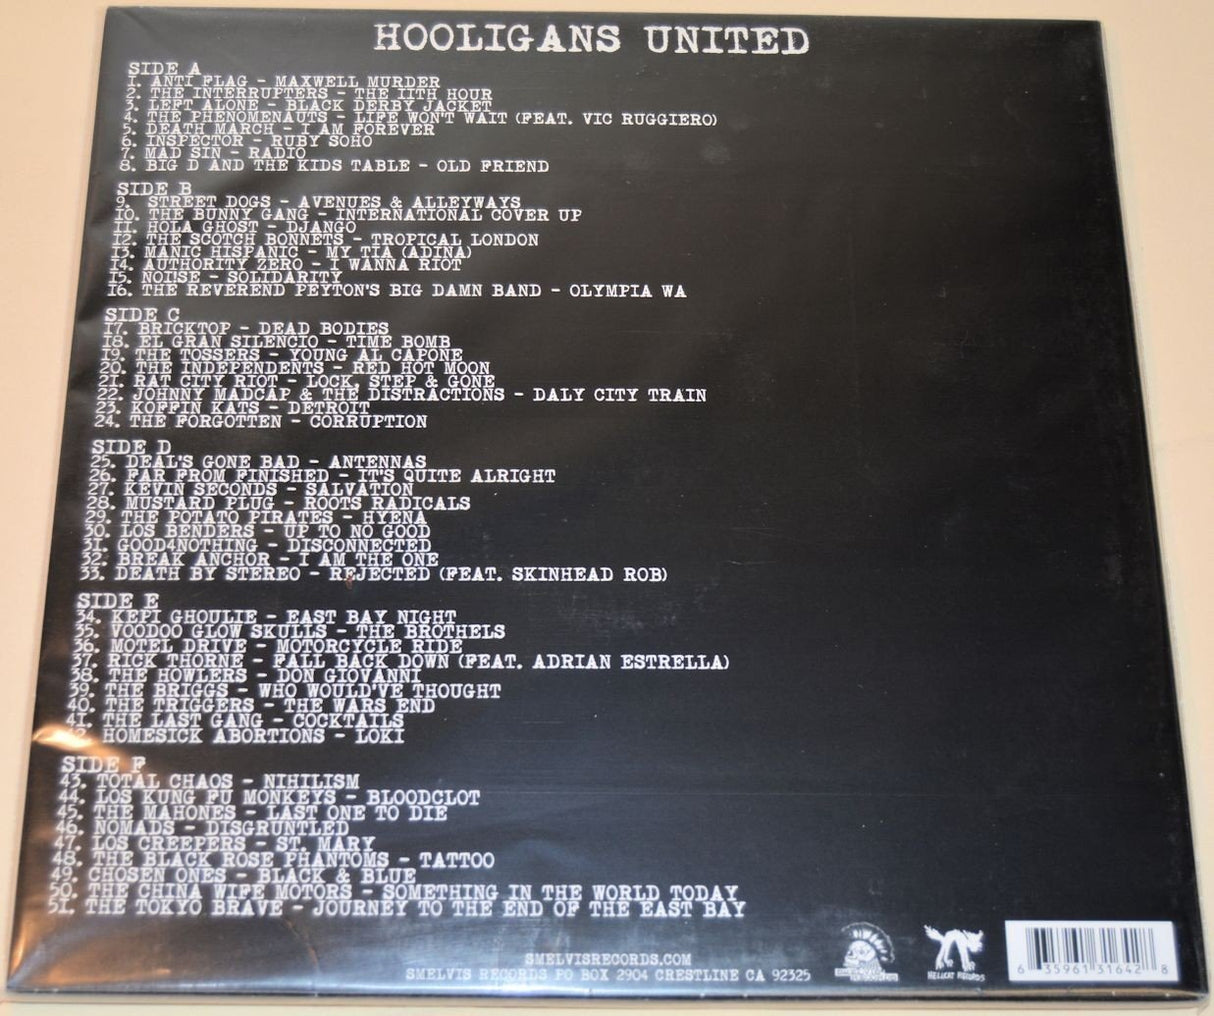 HOOLIGANS UNITED
SIDE A
1. ANTI FLAG - MAXWELL MURDER
2. THE INTERRUPTERS - THE 11TH HOUR
3. LEFT ALONE - BLACK DERBY JACKET
4. THE PHENOMENAUTS - LIFE WON'T WAIT (FEAT. VIC RUGGIERO)
5. DEATH MARCH - I AM FOREVER
6. INSPECTOR - RUBY SOHO
7. MAD SIN - RADIO
8. BIG D AND THE KIDS TABLE - OLD FRIEND
SIDE B
9. STREET DOGS - AVENUES & ALLEYWAYS
10. THE BUNNY GANG - INTERNATIONAL COVER UP
11. HOLA GHOST - DJANGO
12. THE SCOTCH BONNETS - TROPICAL LONDON
13. MANIC HISPANIC - MY TIA (ADINA)
14. AUTHORITY ZERO - I WANNA RIOT
15. NOI!SE - SOLIDARITY
16. THE REVEREND PEYTON'S BIG DAMN BAND - OLYMPIA WA
SIDE C
17. BRICKTOP - DEAD BODIES
18. EL GRAN SILENCIO - TIME BOMB
19. THE TOSSERS - YOUNG AL CAPONE
20. THE INDEPENDENTS - RED HOT MOON
21. RAT CITY RIOT - LOCK, STEP & GONE
22. JOHNNY MADCAP & THE DISTRACTIONS - DALY CITY TRAIN
23. KOFFIN KATS - DETROIT
24. THE FORGOTTEN - CORRUPTION
SIDE D
25. DEAL'S GONE BAD - ANTENNAS
26. FAR FROM FINISHED - IT'S QUITE ALRIGHT
27. KEVIN SECONDS - SALVATION
28. MUSTARD PLUG - ROOTS RADICALS
29. THE POTATO PIRATES - HYENA
30. LOS BENDERS - UP TO NO GOOD
31. GOOD4NOTHING - DISCONNECTED
32. BREAK ANCHOR - I AM THE ONE
33. DEATH BY STEREO - REJECTED (FEAT. SKINHEAD ROB)
SIDE E
34. KEPI GHOULIE - EAST BAY NIGHT
35. VOODOO GLOW SKULLS - THE BROTHELS
36. MOTEL DRIVE - MOTORCYCLE RIDE
37. RICK THORNE - FALL BACK DOWN (FEAT. ADRIAN ESTRELLA)
38. THE HOWLERS - DON GIOVANNI
39. THE BRIGGS - WHO WOULD'VE THOUGHT
40. THE TRIGGERS - THE WARS END
41. THE LAST GANG - COCKTAILS
42. HOMESICK ABORTIONS - LOKI
SIDE F
43. TOTAL CHAOS - NIHILISM
44. LOS KUNG FU MONKEYS - BLOODCLOT
45. THE MAHONES - LAST ONE TO DIE
46. NOMADS - DISGRUNTLED
47. LOS CREEPERS - ST. MARY
48. THE BLACK ROSE PHANTOMS - TATTOO
49. CHOSEN ONES - BLACK & BLUE
50. THE CHINA WIFE MOTORS - SOMETHING IN THE WORLD TODAY
51. THE TOKYO BRAVE - JOURNEY TO THE END OF THE EAST BAY
SMELVISRECORDS.COM
SMELVIS RECORDS PO BOX 2904 CRESTLINE CA 92325
HELLCAT RECORDS
6 35961 31642 8